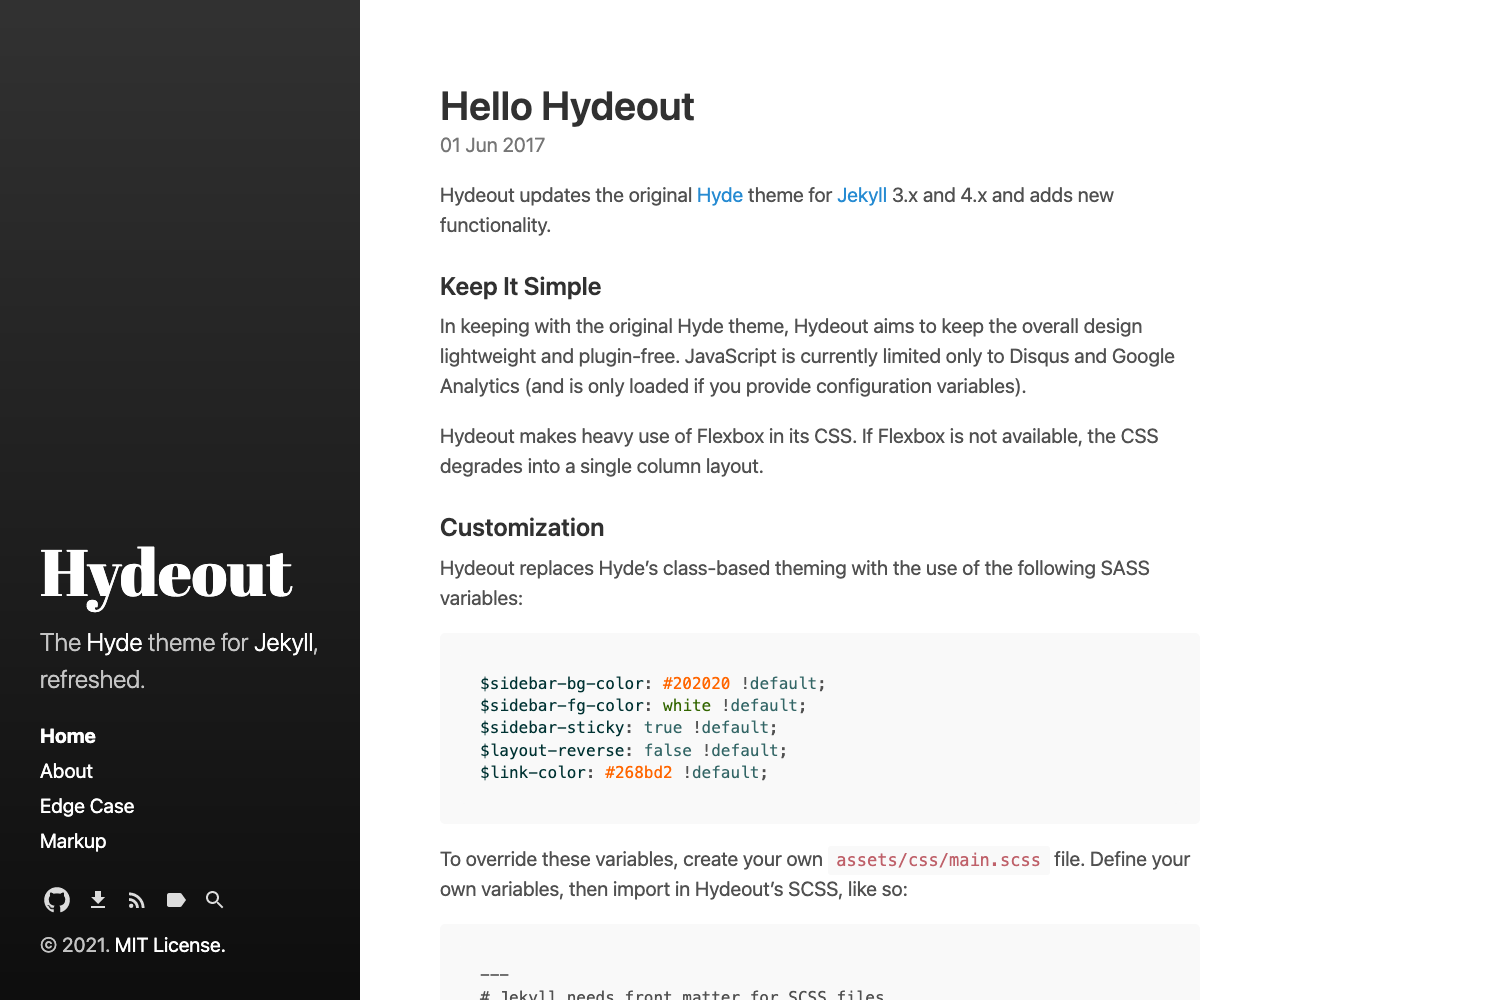 Hydeout
The Hyde theme for Jekyll,
refreshed.
Home
About
Edge Case
Markup
© 2021. MIT License.
Hello Hydeout
01 Jun 2017
Hydeout updates the original Hyde theme for Jekyll 3.x and 4.x and adds new
functionality.
Keep It Simple
In keeping with the original Hyde theme, Hydeout aims to keep the overall design
lightweight and plugin-free. JavaScript is currently limited only to Disqus and Google
Analytics (and is only loaded if you provide configuration variables).
Hydeout makes heavy use of Flexbox in its CSS. If Flexbox is not available, the CSS
degrades into a single column layout.
Customization
Hydeout replaces Hyde’s class-based theming with the use of the following SASS
variables:
$sidebar-bg-color: #202020 !default;
$sidebar-fg-color: white !default;
$sidebar-sticky: true !default;
$layout-reverse: false !default;
$link-color: #268bd2 !default;
To override these variables, create your own assets/css/main.scss file. Define your
own variables, then import in Hydeout’s SCSS, like so:
---
# Jekyll needs front matter for SCSS files